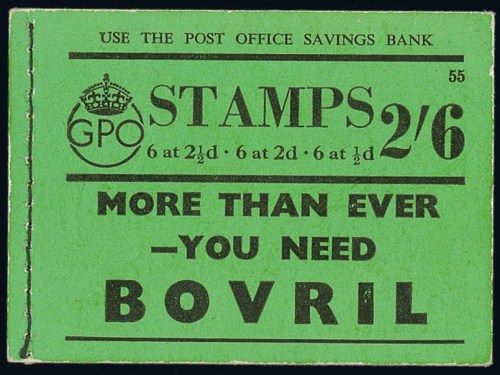 USE THE POST OFFICE SAVINGS BANK
55
GPO
STAMPS 2/6
6 at 2½d · 6 at 2d · 6 at ½d
MORE THAN EVER
—YOU NEED
BOVRIL